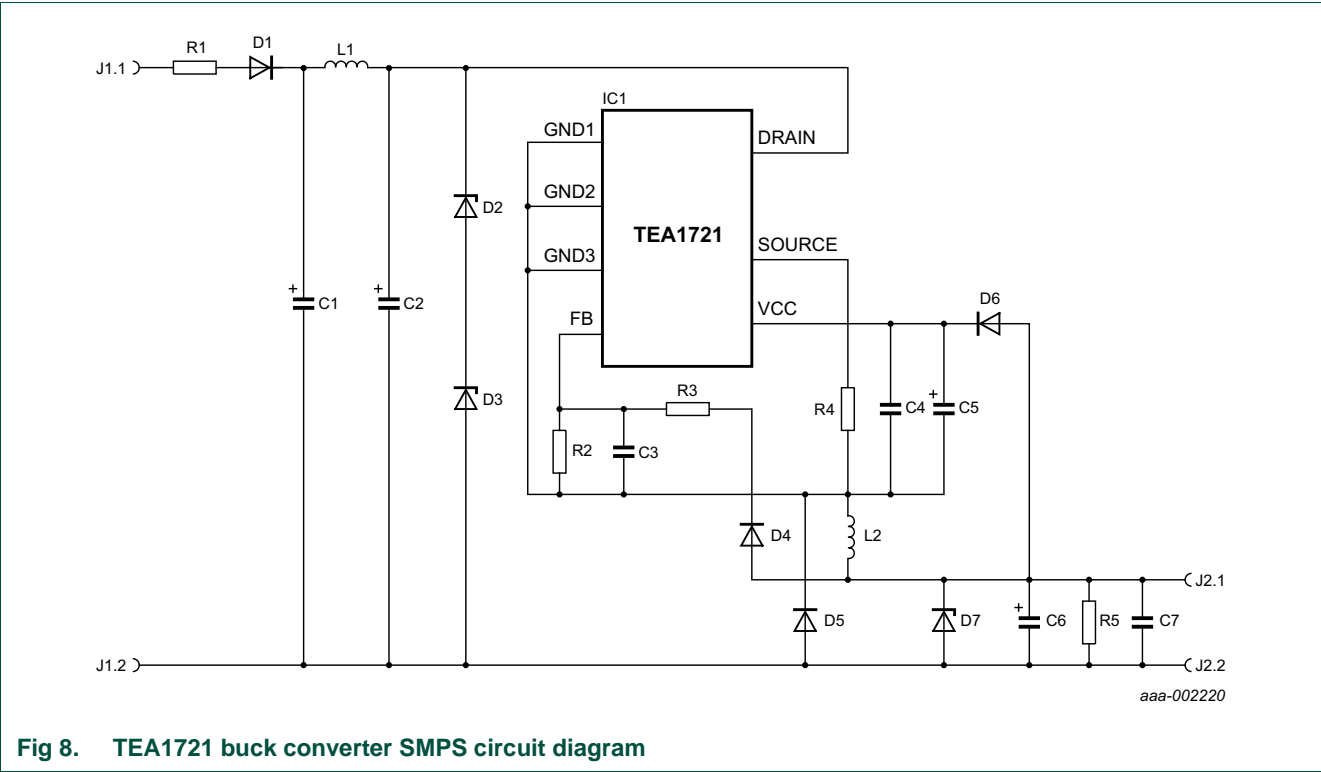 R1
D1
L1
J1.1
IC1
GND1
DRAIN
GND2
D2
TEA1721
SOURCE
GND3
D6
+
C1
+
C2
VCC
FB
R3
D3
R4
C4
+
C5
R2
C3
D4
L2
J2.1
+
D5
D7
C6
R5
C7
J1.2
J2.2
aaa-002220
Fig 8. TEA1721 buck converter SMPS circuit diagram